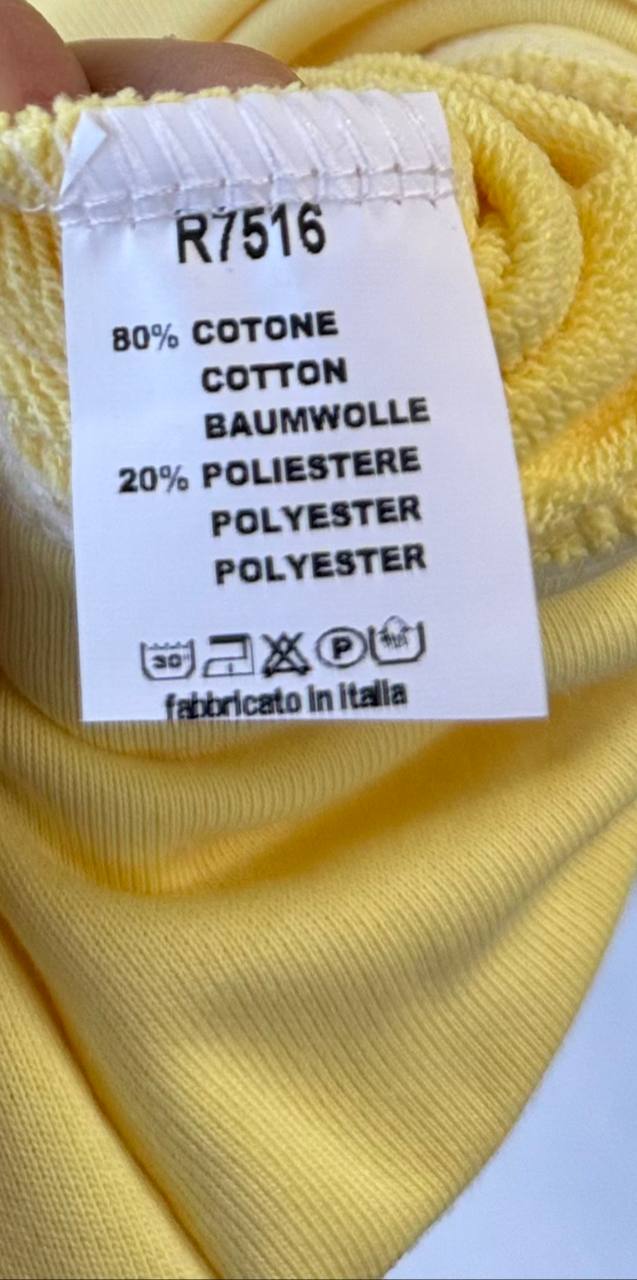 R7516
80% COTONE
COTTON
BAUMWOLLE
20% POLIESTERE
POLYESTER
POLYESTER
30° P
fabbricato in italia